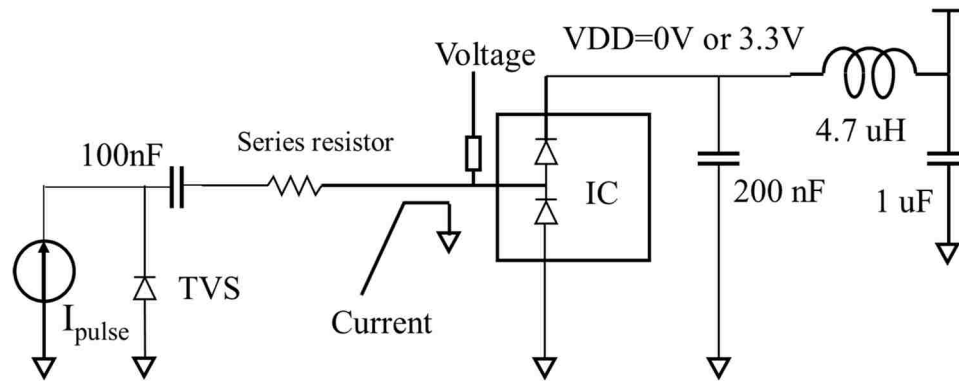 VDD=0V or 3.3V
Voltage
Series resistor
100nF
4.7 uH
IC
200 nF
1 uF
TVS
Ipulse
Current